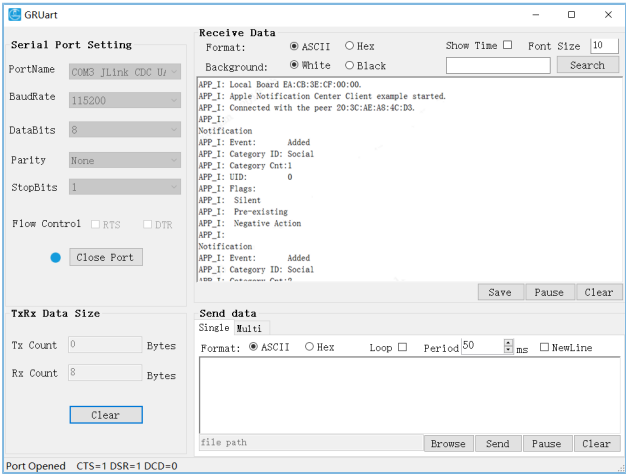 GRUart
Serial Port Setting
PortName COM3 JLink CDC UA
BaudRate 115200
DataBits 8
Parity None
StopBits 1
Flow Control RTS DTR
Close Port
Receive Data
Format: ASCII Hex Show Time Font Size 10
Background: White Black Search
APP_I: Local Board EA:CB:3E:CF:00:00.
APP_I: Apple Notification Center Client example started.
APP_I: Connected with the peer 20:3C:AE:A8:4C:D3.
APP_I:
Notification
APP_I: Event: Added
APP_I: Category ID: Social
APP_I: Category Cnt:1
APP_I: UID: 0
APP_I: Flags:
APP_I: Silent
APP_I: Pre-existing
APP_I: Negative Action
APP_I:
Notification
APP_I: Event: Added
APP_I: Category ID: Social
APP_I: Category Cnt:2
Save Pause Clear
TxRx Data Size
Tx Count 0 Bytes
Rx Count 8 Bytes
Clear
Send data
Single Multi
Format: ASCII Hex Loop Period 50 ms NewLine
file path Browse Send Pause Clear
Port Opened CTS=1 DSR=1 DCD=0